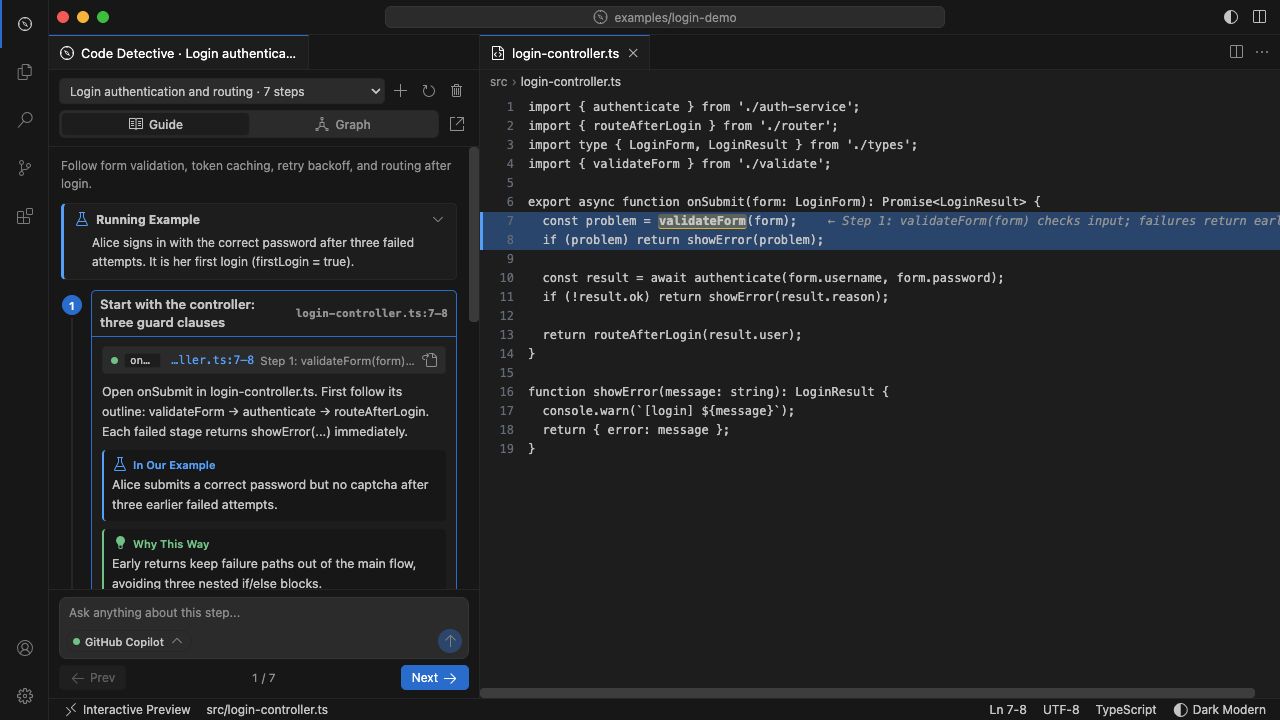 examples/login-demo
Code Detective · Login authentica...
login-controller.ts
Login authentication and routing · 7 steps
Guide
Graph
Follow form validation, token caching, retry backoff, and routing after
login.
Running Example
Alice signs in with the correct password after three failed
attempts. It is her first login (firstLogin = true).
1
Start with the controller:
three guard clauses
login-controller.ts:7–8
on...
...ller.ts:7–8
Step 1: validateForm(form)...
Open onSubmit in login-controller.ts. First follow its
outline: validateForm → authenticate → routeAfterLogin.
Each failed stage returns showError(...) immediately.
In Our Example
Alice submits a correct password but no captcha after
three earlier failed attempts.
Why This Way
Early returns keep failure paths out of the main flow,
avoiding three nested if/else blocks.
Ask anything about this step...
GitHub Copilot
← Prev
1 / 7
Next →
src › login-controller.ts
1 import { authenticate } from './auth-service';
2 import { routeAfterLogin } from './router';
3 import type { LoginForm, LoginResult } from './types';
4 import { validateForm } from './validate';
5
6 export async function onSubmit(form: LoginForm): Promise<LoginResult> {
7 const problem = validateForm(form); ← Step 1: validateForm(form) checks input; failures return earl
8 if (problem) return showError(problem);
9
10 const result = await authenticate(form.username, form.password);
11 if (!result.ok) return showError(result.reason);
12
13 return routeAfterLogin(result.user);
14 }
15
16 function showError(message: string): LoginResult {
17 console.warn(`[login] ${message}`);
18 return { error: message };
19 }
Interactive Preview
src/login-controller.ts
Ln 7-8
UTF-8
TypeScript
Dark Modern